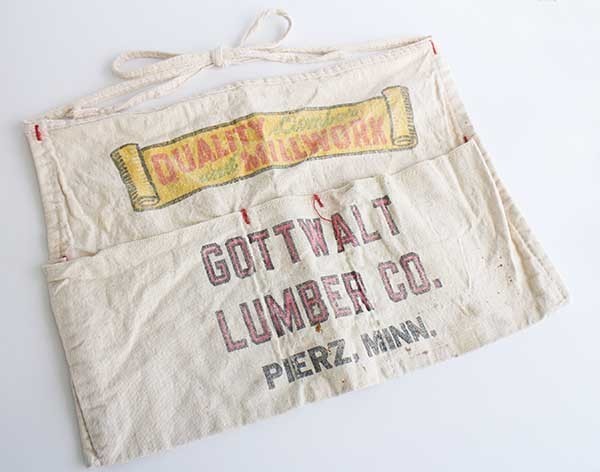 QUALITY Lumber
and MILLWORK
GOTTWALT
LUMBER CO.
PIERZ, MINN.